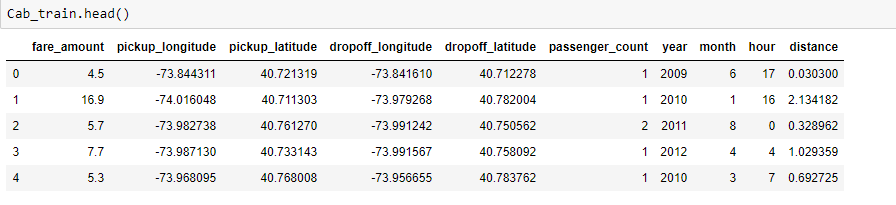 Cab_train.head()
fare_amount pickup_longitude pickup_latitude dropoff_longitude dropoff_latitude passenger_count year month hour distance
0 4.5 -73.844311 40.721319 -73.841610 40.712278 1 2009 6 17 0.030300
1 16.9 -74.016048 40.711303 -73.979268 40.782004 1 2010 1 16 2.134182
2 5.7 -73.982738 40.761270 -73.991242 40.750562 2 2011 8 0 0.328962
3 7.7 -73.987130 40.733143 -73.991567 40.758092 1 2012 4 4 1.029359
4 5.3 -73.968095 40.768008 -73.956655 40.783762 1 2010 3 7 0.692725